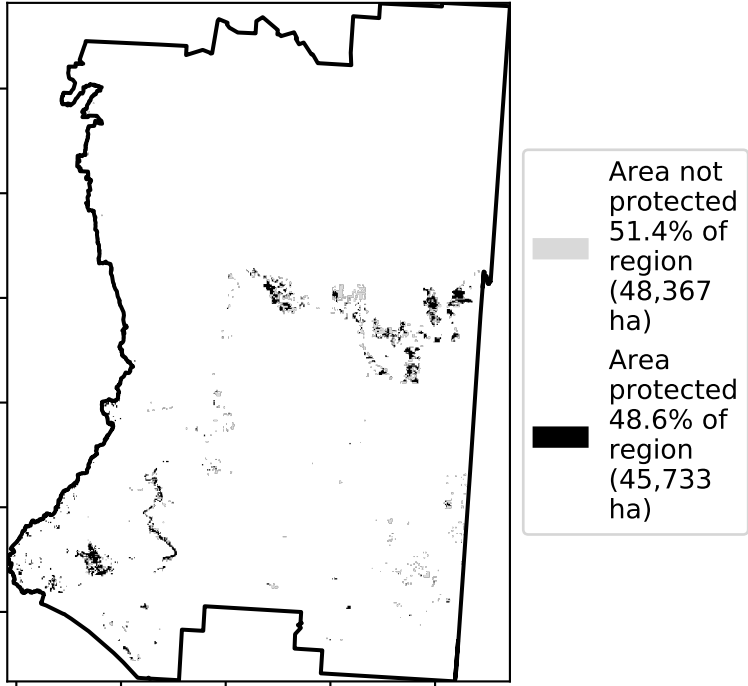 Area not
protected
51.4% of
region
(48,367
ha)
Area
protected
48.6% of
region
(45,733
ha)